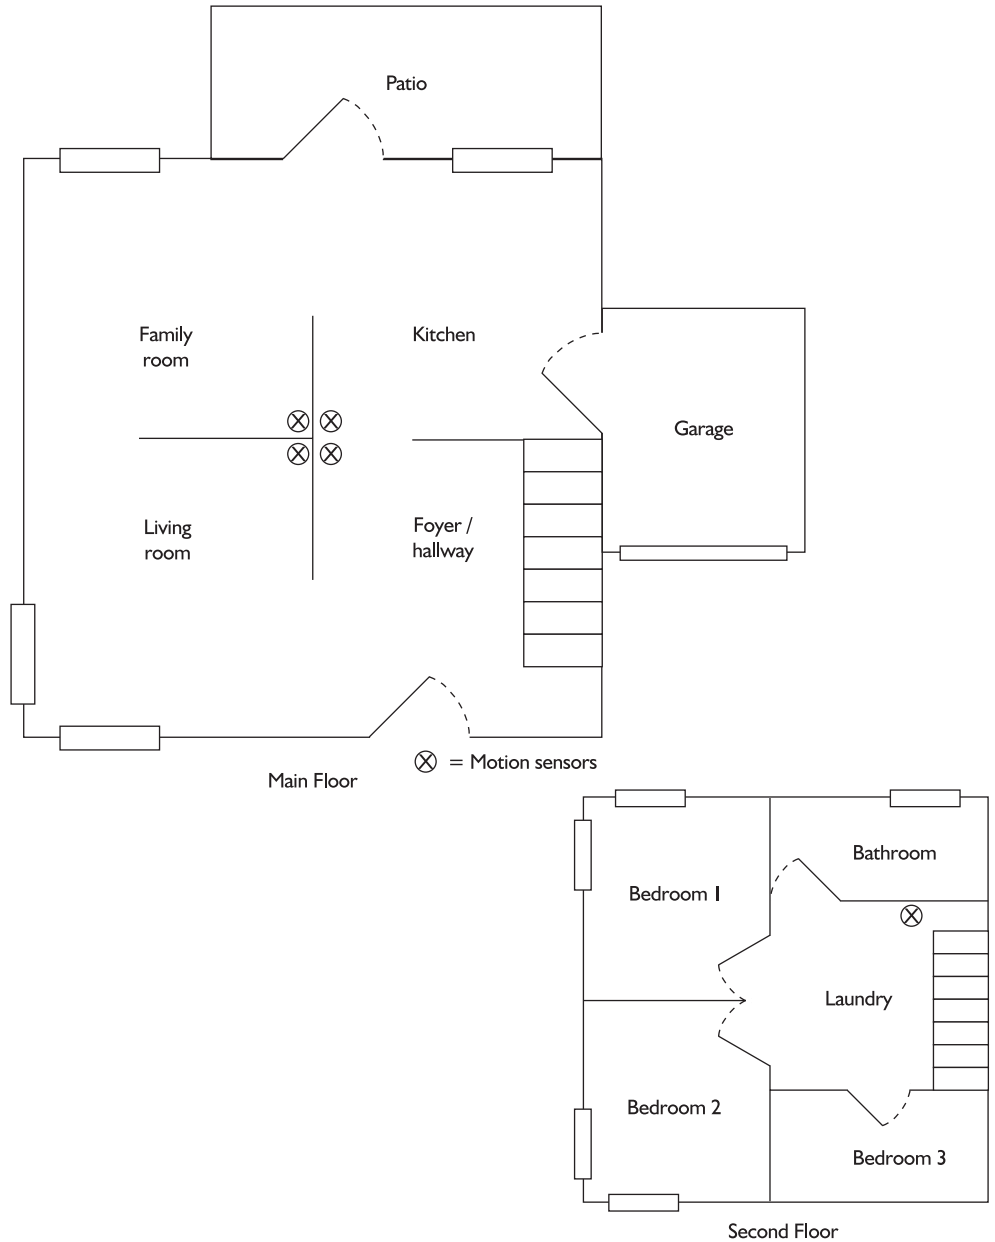 Patio
Family
room
Kitchen
Garage
Living
room
Foyer /
hallway
= Motion sensors
Main Floor
Bathroom
Bedroom 1
Laundry
Bedroom 2
Bedroom 3
Second Floor